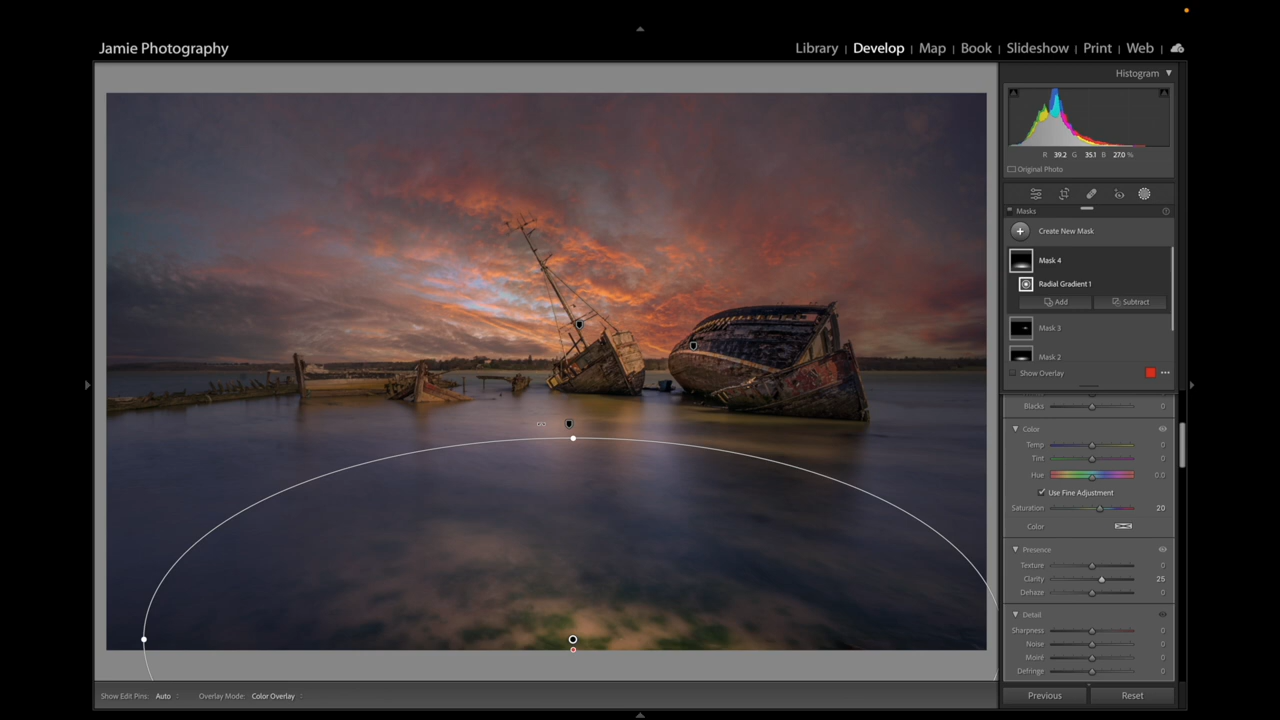 Jamie Photography
Library | Develop | Map | Book | Slideshow | Print | Web |
Histogram
R 39.2 G 35.1 B 27.0 %
Original Photo
Masks
Create New Mask
Mask 4
Radial Gradient 1
Add Subtract
Mask 3
Mask 2
Show Overlay
Blacks 0
Color
Temp 0
Tint 0
Hue 0.0
Use Fine Adjustment
Saturation 20
Color
Presence
Texture 0
Clarity 25
Dehaze 0
Detail
Sharpness 0
Noise 0
Moiré 0
Defringe 0
Show Edit Pins: Auto Overlay Mode: Color Overlay
Previous Reset